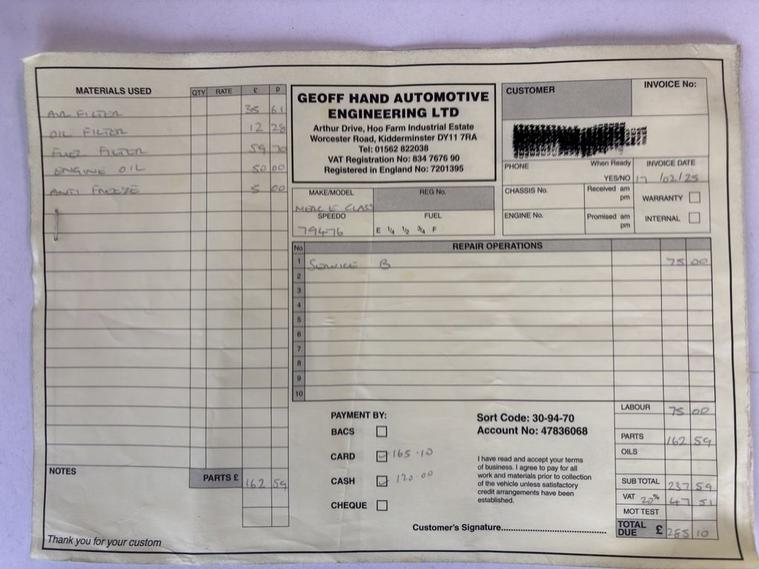 MATERIALS USED QTY RATE £ P
AIR FILTER 35 61
OIL FILTER 12 28
FUEL FILTER 59 70
ENGINE OIL 50 00
ANTI FREEZE 5 00
NOTES
PARTS £ 162 59
Thank you for your custom
GEOFF HAND AUTOMOTIVE
ENGINEERING LTD
Arthur Drive, Hoo Farm Industrial Estate
Worcester Road, Kidderminster DY11 7RA
Tel: 01562 822038
VAT Registration No: 834 7676 90
Registered in England No: 7201395
CUSTOMER
INVOICE No:
PHONE When Ready INVOICE DATE
YES/NO 17/02/25
MAKE/MODEL REG No.
MERC E CLASS
SPEEDO FUEL
79476 E ¼ ½ ¾ F
CHASSIS No. Received am
pm
WARRANTY
ENGINE No. Promised am
pm
INTERNAL
No REPAIR OPERATIONS
1 SERVICE B 75 00
2
3
4
5
6
7
8
9
10
PAYMENT BY:
BACS
CARD 165-10
CASH 120-00
CHEQUE
Sort Code: 30-94-70
Account No: 47836068
I have read and accept your terms
of business. I agree to pay for all
work and materials prior to collection
of the vehicle unless satisfactory
credit arrangements have been
established.
Customer's Signature
LABOUR 75 00
PARTS 162 59
OILS
SUB TOTAL 237 59
VAT 20% 47 51
MOT TEST
TOTAL
DUE £ 285 10